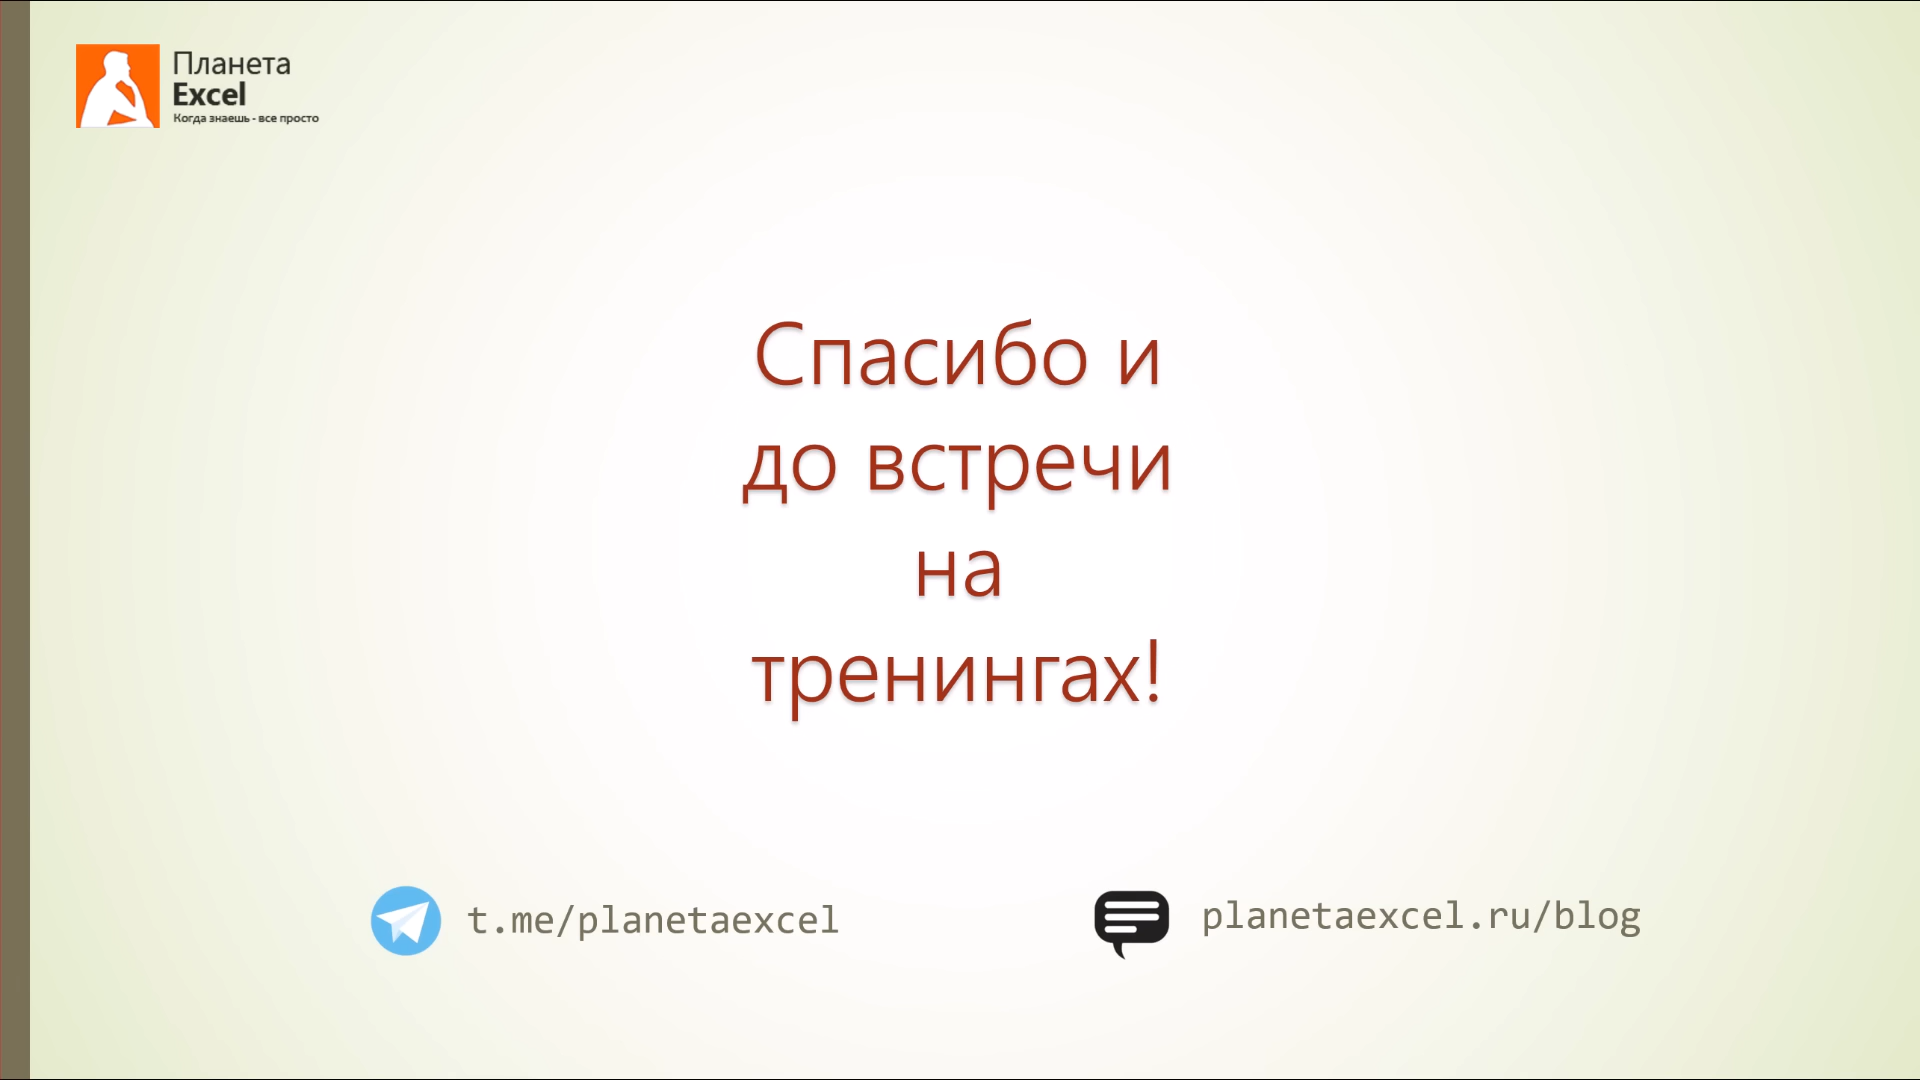 Планета
Excel
Когда знаешь - все просто
Спасибо и
до встречи
на
тренингах!
t.me/planetaexcel
planetaexcel.ru/blog